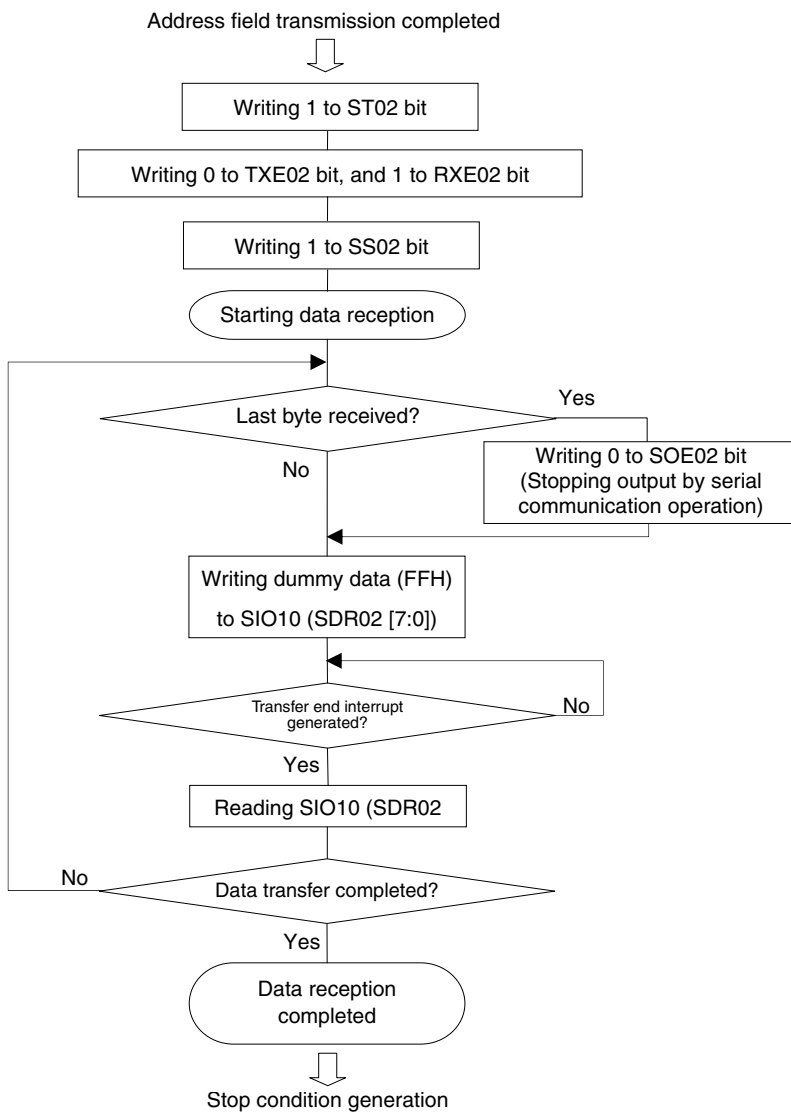 Address field transmission completed
Writing 1 to ST02 bit
Writing 0 to TXE02 bit, and 1 to RXE02 bit
Writing 1 to SS02 bit
Starting data reception
Last byte received?
Yes
No
Writing 0 to SOE02 bit
(Stopping output by serial
communication operation)
Writing dummy data (FFH)
to SIO10 (SDR02 [7:0])
Transfer end interrupt
generated?
No
Yes
Reading SIO10 (SDR02
No
Data transfer completed?
Yes
Data reception
completed
Stop condition generation